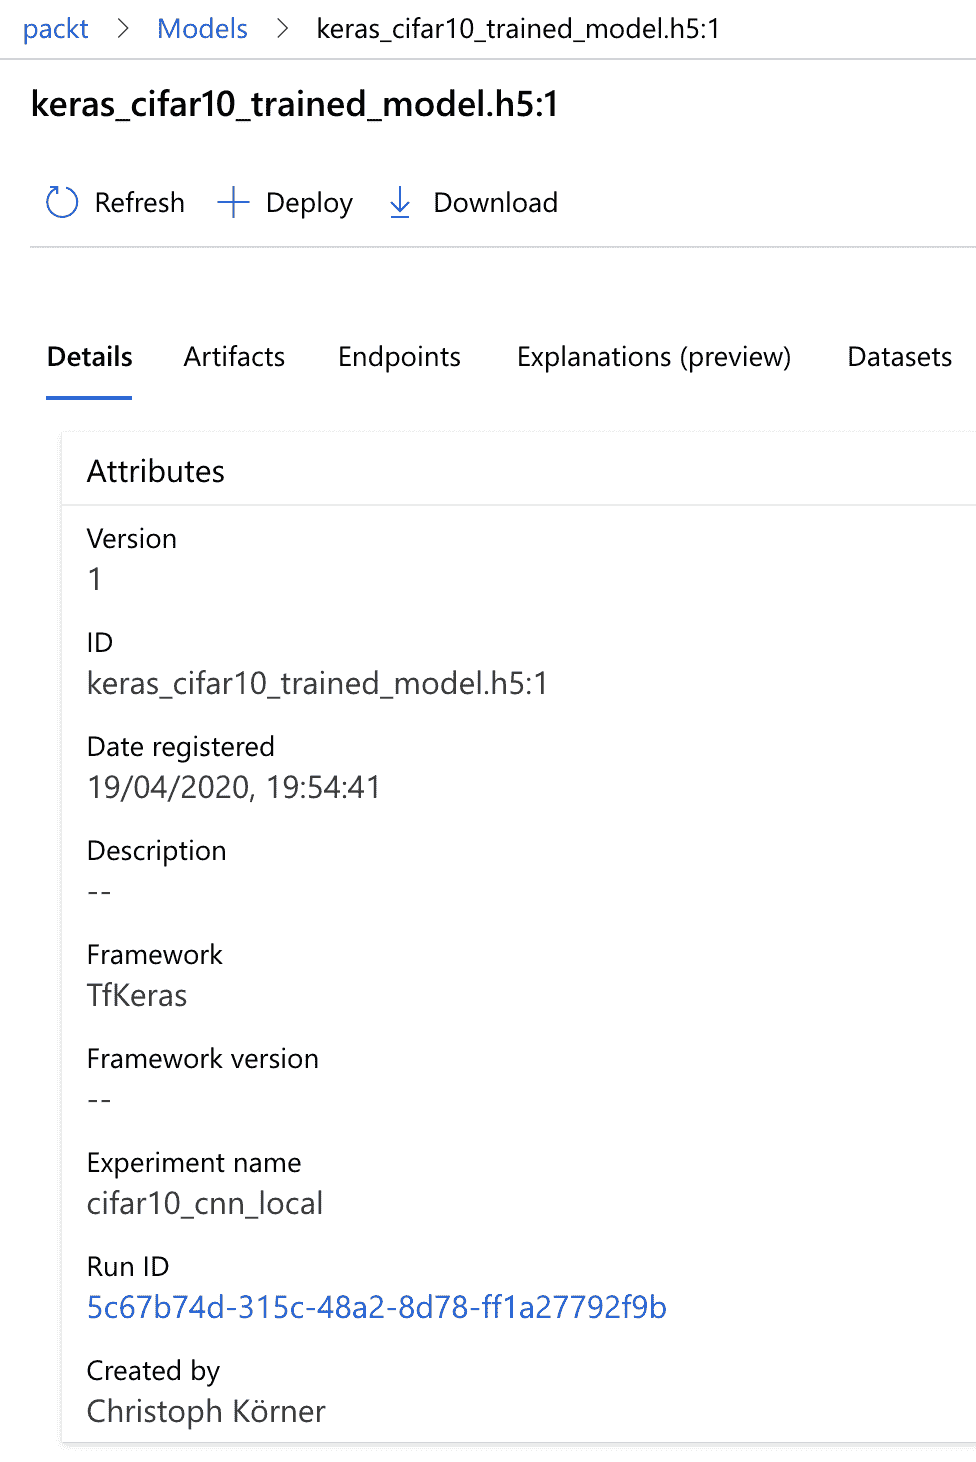 packt > Models > keras_cifar10_trained_model.h5:1
keras_cifar10_trained_model.h5:1
Refresh Deploy Download
Details Artifacts Endpoints Explanations (preview) Datasets
Attributes
Version
1
ID
keras_cifar10_trained_model.h5:1
Date registered
19/04/2020, 19:54:41
Description
--
Framework
TfKeras
Framework version
--
Experiment name
cifar10_cnn_local
Run ID
5c67b74d-315c-48a2-8d78-ff1a27792f9b
Created by
Christoph Körner